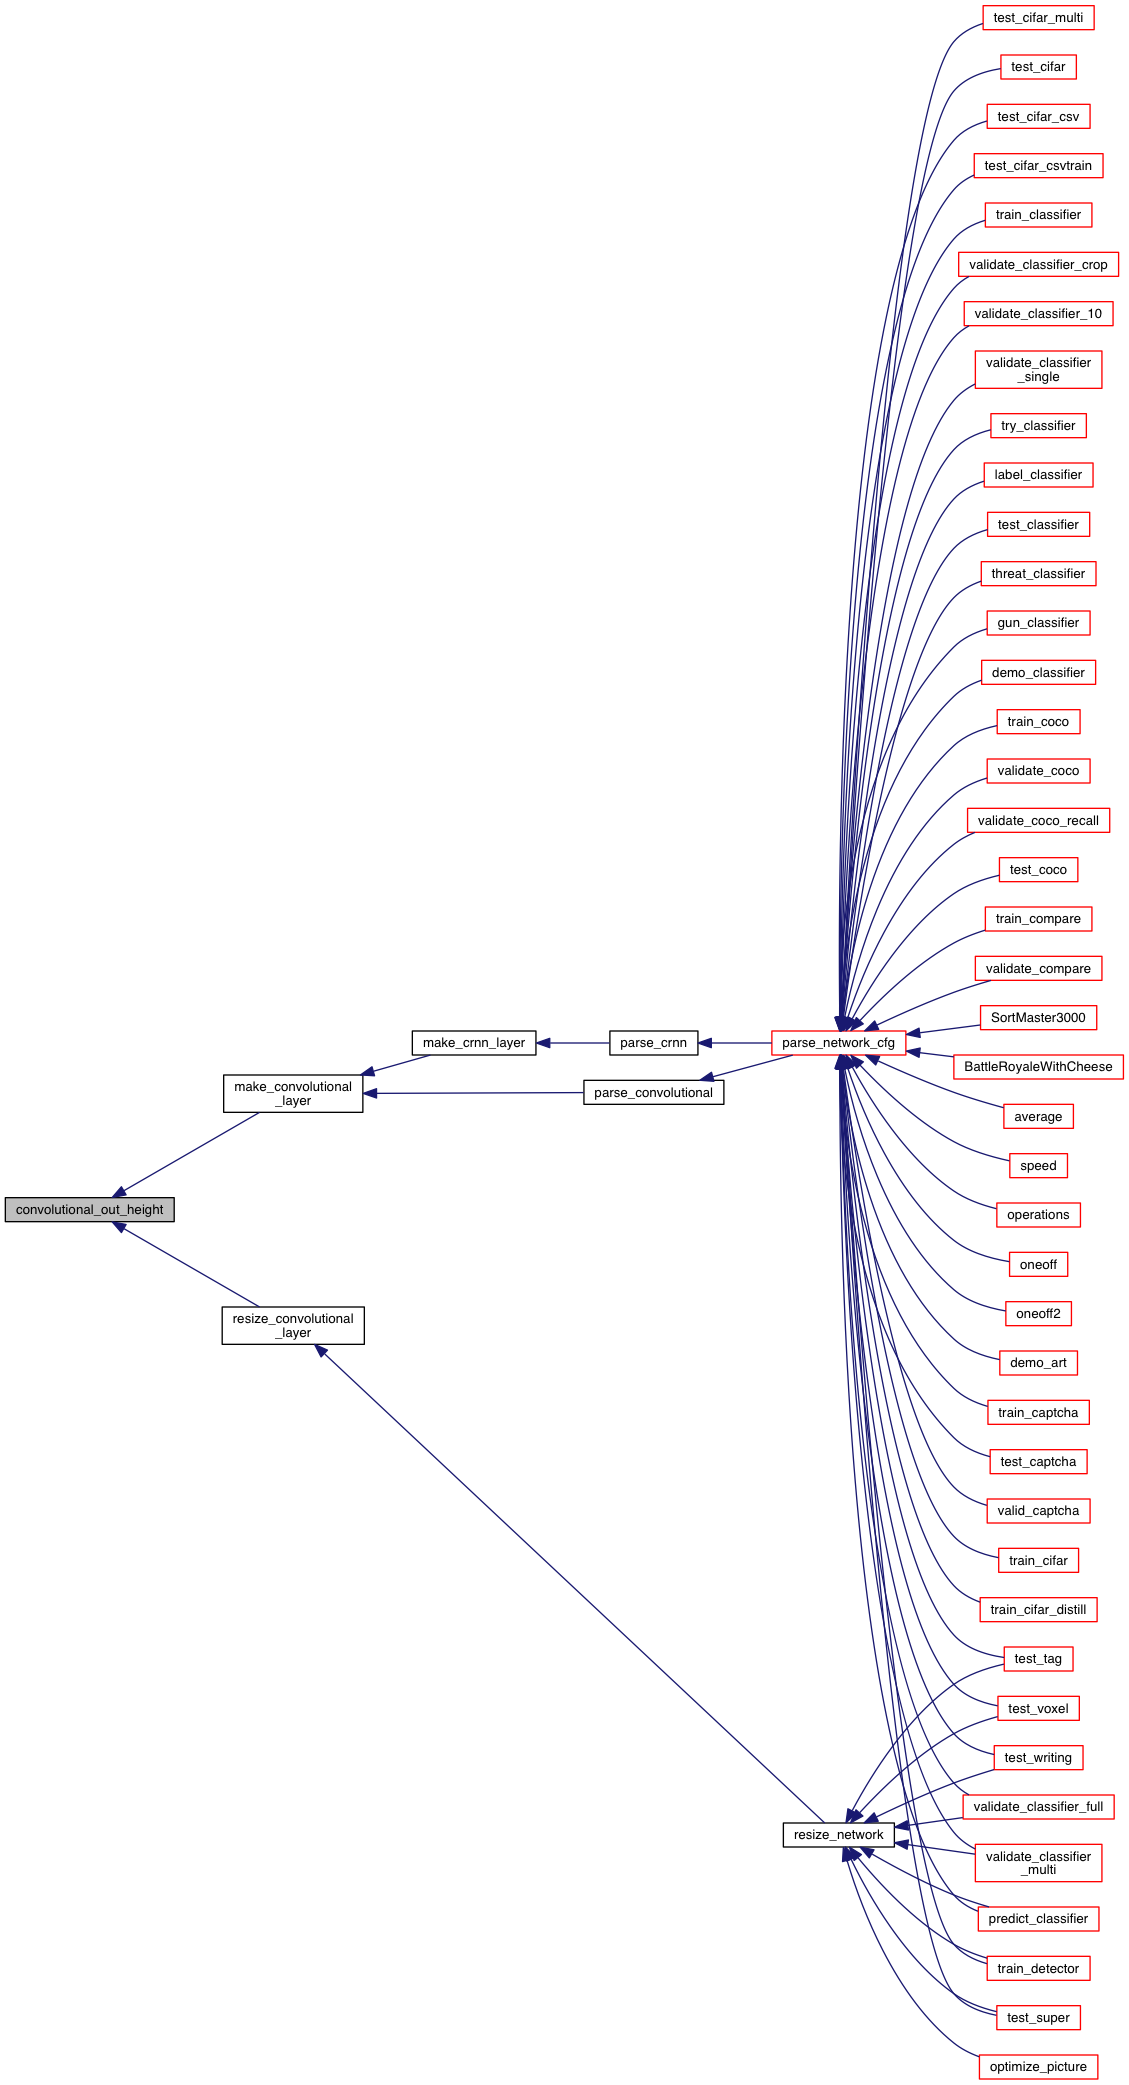 test_cifar_multi
test_cifar
test_cifar_csv
test_cifar_csvtrain
train_classifier
validate_classifier_crop
validate_classifier_10
validate_classifier
_single
try_classifier
label_classifier
test_classifier
threat_classifier
gun_classifier
demo_classifier
train_coco
validate_coco
validate_coco_recall
test_coco
train_compare
validate_compare
SortMaster3000
make_crnn_layer
parse_crnn
parse_network_cfg
BattleRoyaleWithCheese
make_convolutional
_layer
parse_convolutional
average
speed
convolutional_out_height
operations
oneoff
oneoff2
resize_convolutional
_layer
demo_art
train_captcha
test_captcha
valid_captcha
train_cifar
train_cifar_distill
test_tag
test_voxel
test_writing
validate_classifier_full
resize_network
validate_classifier
_multi
predict_classifier
train_detector
test_super
optimize_picture